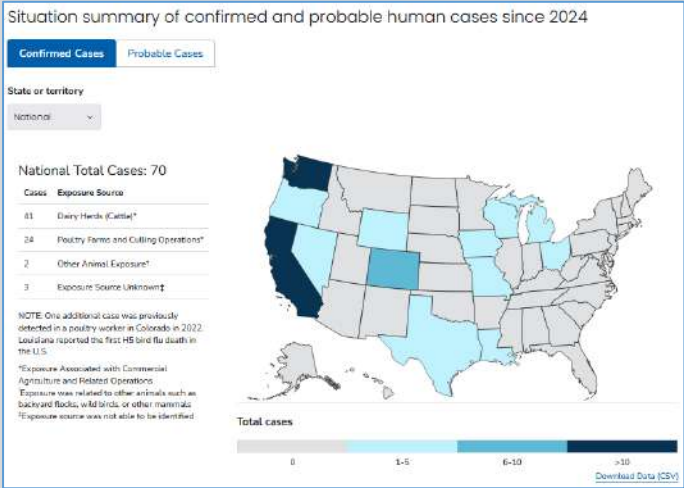 Situation summary of confirmed and probable human cases since 2024
Confirmed Cases Probable Cases
State or territory
National
National Total Cases: 70
Cases Exposure Source
41 Dairy Herds (Cattle)*
24 Poultry Farms and Culling Operations*
2 Other Animal Exposure†
3 Exposure Source Unknown‡
NOTE: One additional case was previously
detected in a poultry worker in Colorado in 2022.
Louisiana reported the first H5 bird flu death in
the U.S.
*Exposure Associated with Commercial
Agriculture and Related Operations
†Exposure was related to other animals such as
backyard flocks, wild birds, or other mammals
‡Exposure source was not able to be identified
Total cases
0 1-5 6-10 >10
Download Data (CSV)